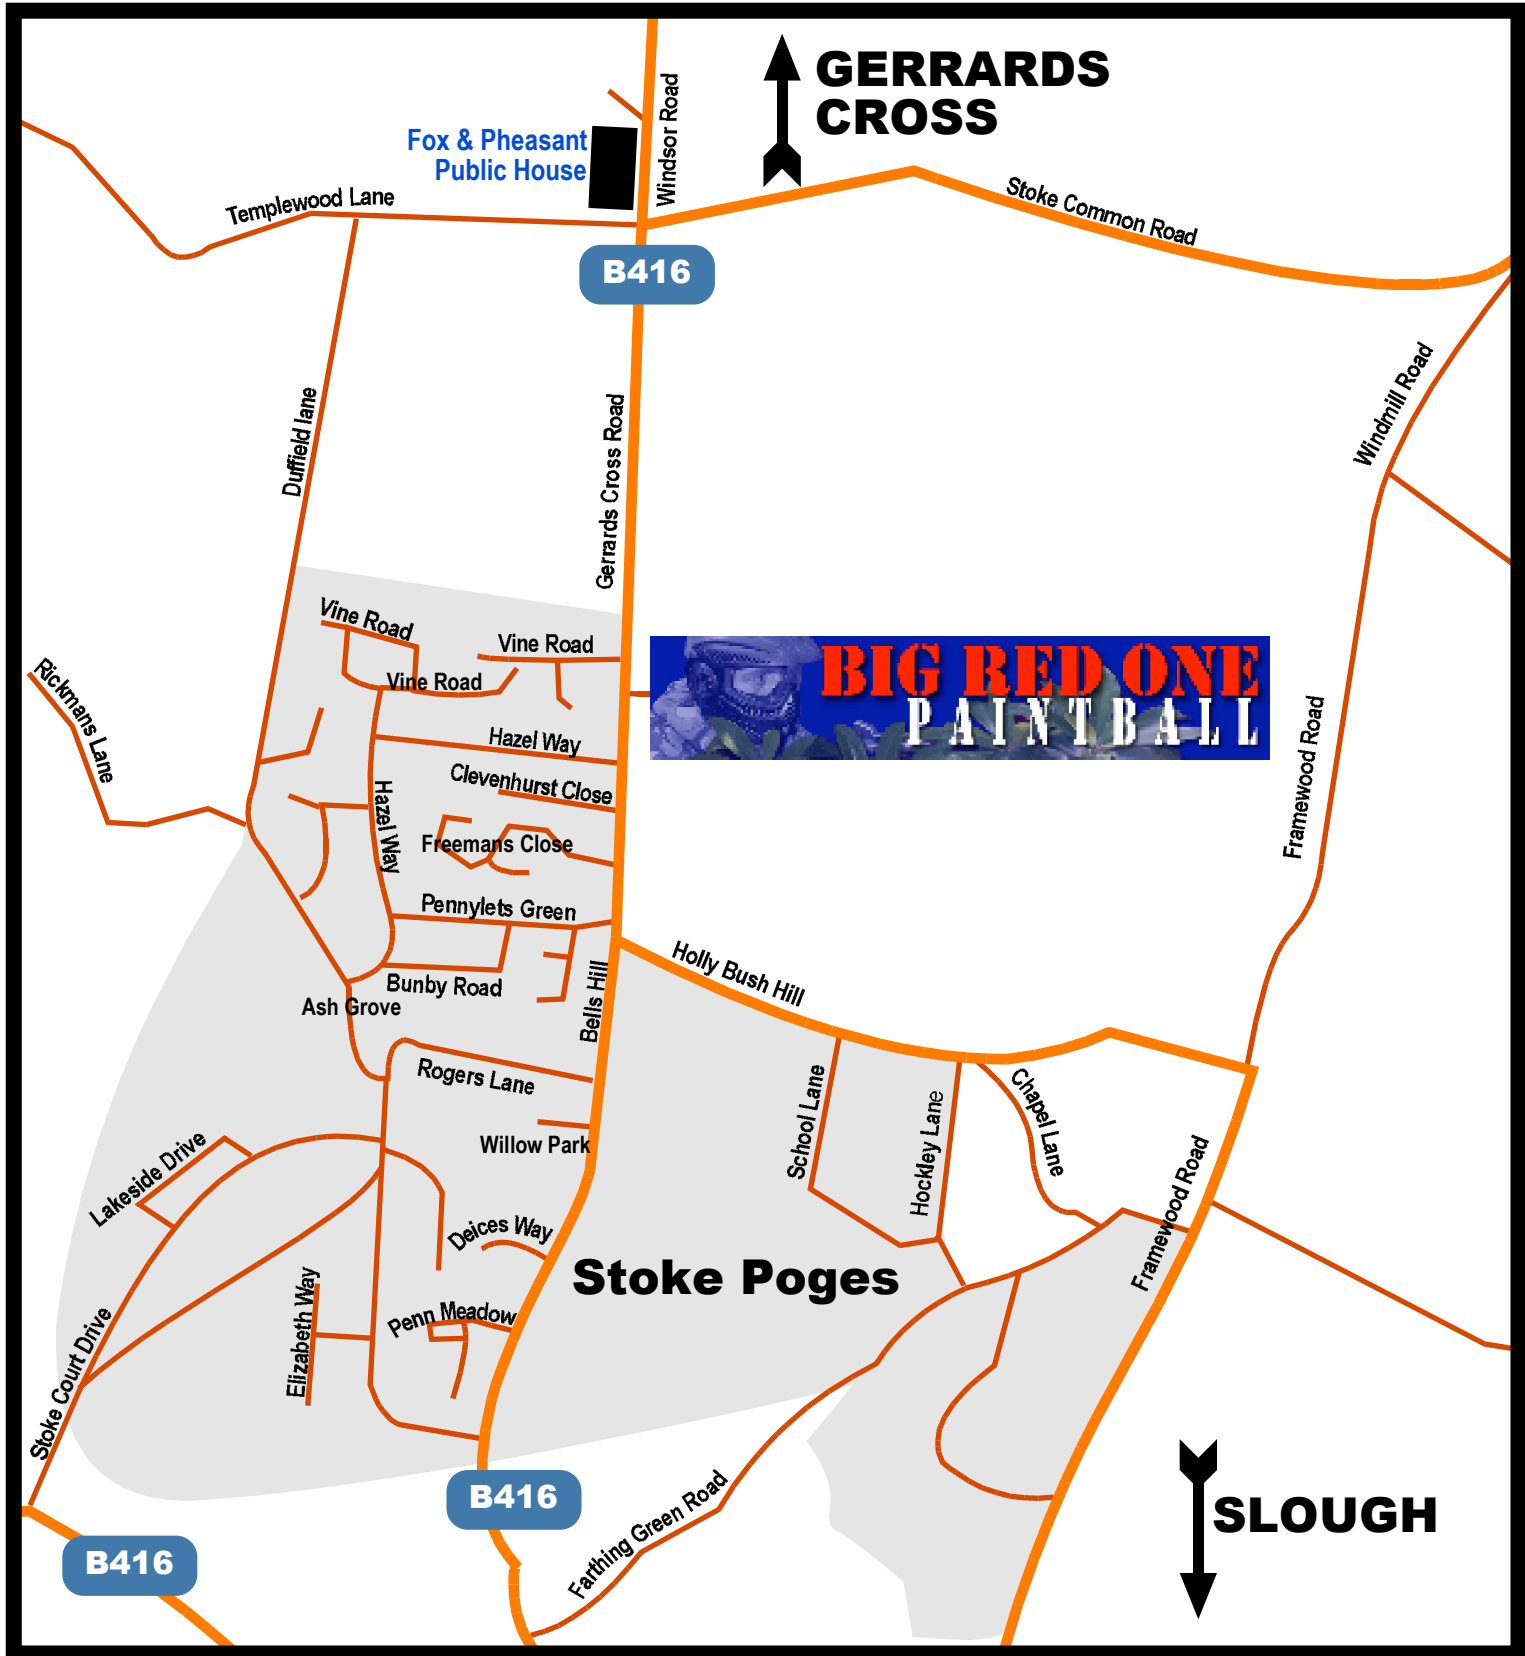 GERRARDS
CROSS
Windsor Road
Fox & Pheasant
Public House
Templewood Lane
Stoke Common Road
B416
Windmill Road
Duffield lane
Gerrards Cross Road
Vine Road
Vine Road
Vine Road
BIG RED ONE
PAINTBALL
Rickmans Lane
Framewood Road
Hazel Way
Clevenhurst Close
Hazel Way
Freemans Close
Pennylets Green
Holly Bush Hill
Bunby Road
Bells Hill
Ash Grove
Rogers Lane
School Lane
Hockley Lane
Chapel Lane
Willow Park
Lakeside Drive
Framewood Road
Deices Way
Stoke Poges
Elizabeth Way
Penn Meadow
Stoke Court Drive
B416
Farthing Green Road
SLOUGH
B416